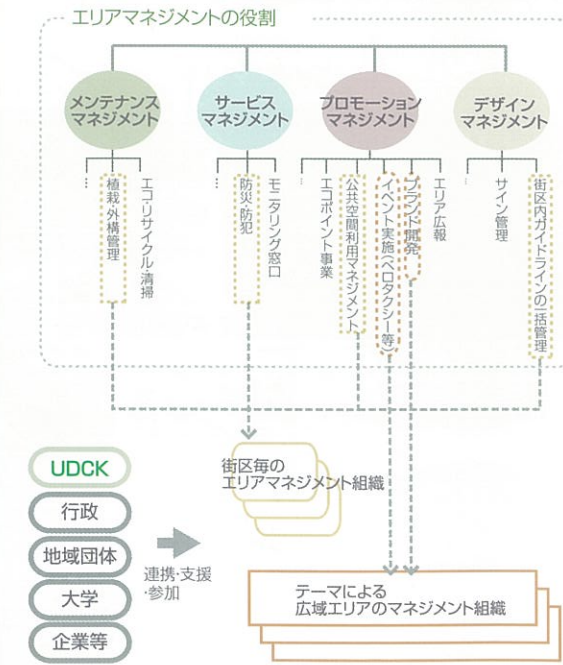 エリアマネジメントの役割
メンテナンス
マネジメント
サービス
マネジメント
プロモーション
マネジメント
デザイン
マネジメント
…
植栽・外構管理
エコ・リサイクル・清掃
…
防災・防犯
モニタリング窓口
…
エコポイント事業
公共空間利用マネジメント
イベント実施(ベロタクシー等)
ブランド開発
エリア広報
…
サイン管理
街区内ガイドラインの一括管理
街区毎の
エリアマネジメント組織
UDCK
行政
地域団体
大学
企業等
連携・支援
・参加
テーマによる
広域エリアのマネジメント組織